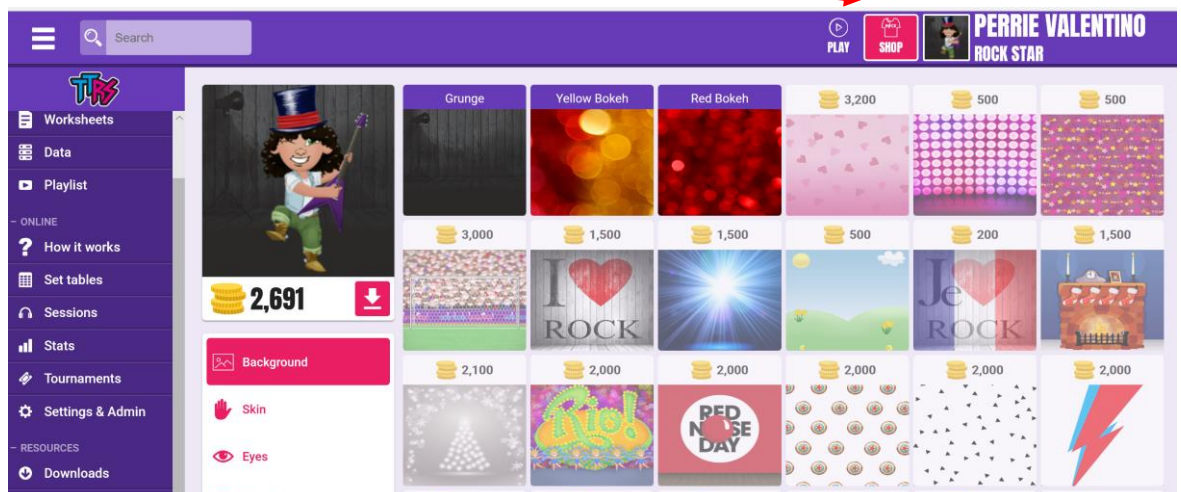 Search
PLAY
SHOP
PERRIE VALENTINO
ROCK STAR
TTRS
Worksheets
Data
Playlist
– ONLINE
How it works
Set tables
Sessions
Stats
Tournaments
Settings & Admin
– RESOURCES
Downloads
2,691
Background
Skin
Eyes
Grunge
Yellow Bokeh
Red Bokeh
3,200
500
500
3,000
1,500
1,500
500
200
1,500
I
ROCK
Je
ROCK
2,100
2,000
2,000
2,000
2,000
2,000
Rio!
RED
NOSE
DAY